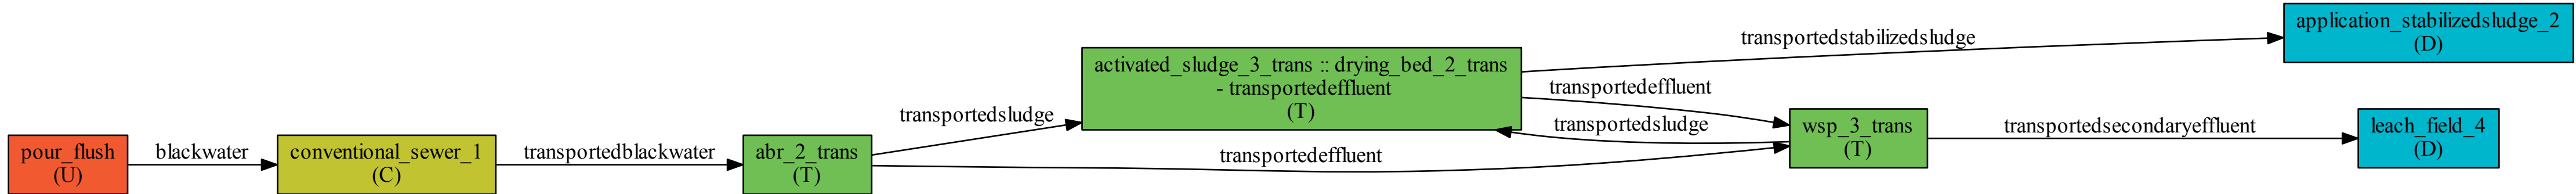 pour_flush
(U)
blackwater
conventional_sewer_1
(C)
transportedblackwater
abr_2_trans
(T)
transportedsludge
transportedeffluent
activated_sludge_3_trans :: drying_bed_2_trans
- transportedeffluent
(T)
transportedstabilizedsludge
transportedeffluent
transportedsludge
wsp_3_trans
(T)
transportedsecondaryeffluent
application_stabilizedsludge_2
(D)
leach_field_4
(D)